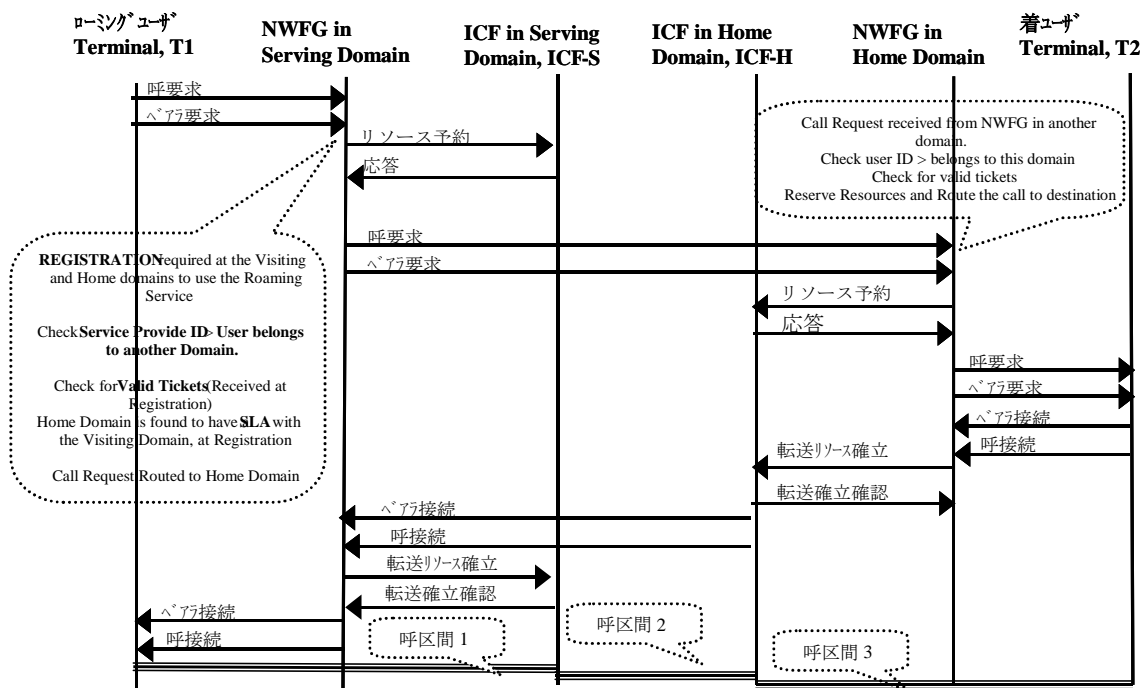 ローミングユーザ
Terminal, T1
NWFG in
Serving Domain
ICF in Serving
Domain, ICF-S
ICF in Home
Domain, ICF-H
NWFG in
Home Domain
着ユーザ
Terminal, T2
呼要求
ベアラ要求
リソース予約
応答
Call Request received from NWFG in another
domain.
Check user ID > belongs to this domain
Check for valid tickets
Reserve Resources and Route the call to destination
REGISTRATION required at the Visiting
and Home domains to use the Roaming
Service
Check Service Provide ID> User belongs
to another Domain.
Check for Valid Tickets (Received at
Registration)
Home Domain is found to have SLA with
the Visiting Domain, at Registration
Call Request Routed to Home Domain
呼要求
ベアラ要求
リソース予約
応答
呼要求
ベアラ要求
ベアラ接続
呼接続
転送リソース確立
転送確立確認
ベアラ接続
呼接続
転送リソース確立
転送確立確認
ベアラ接続
呼接続
呼区間 1
呼区間 2
呼区間 3